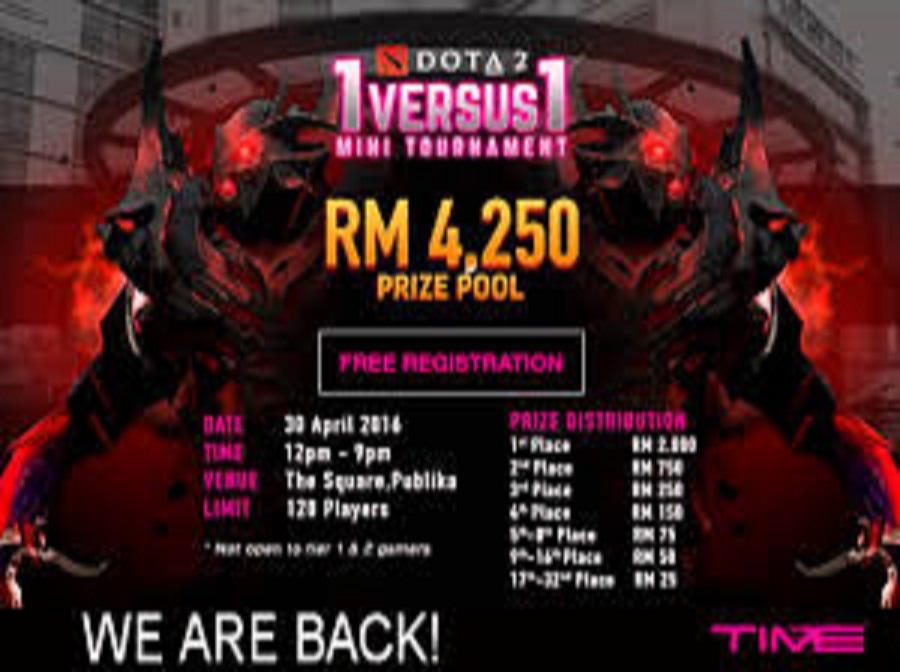 DOTA 2
1 VERSUS 1
MINI TOURNAMENT
RM 4,250
PRIZE POOL
FREE REGISTRATION
DATE 30 April 2016
TIME 12pm - 9pm
VENUE The Square,Publika
LIMIT 128 Players
* Not open to tier 1 & 2 gamers
PRIZE DISTRIBUTION
1st Place RM 2,000
2nd Place RM 750
3rd Place RM 250
4th Place RM 150
5th-8th Place RM 75
9th-16th Place RM 50
17th-32nd Place RM 25
WE ARE BACK!
TIME